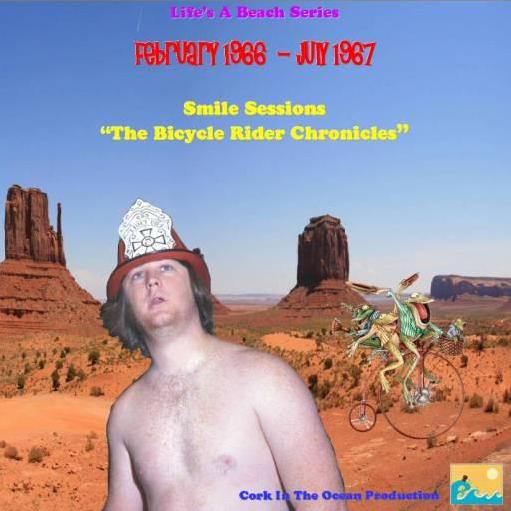 Life's A Beach Series
February 1966 - July 1967
Smile Sessions
“The Bicycle Rider Chronicles”
Cork In The Ocean Production